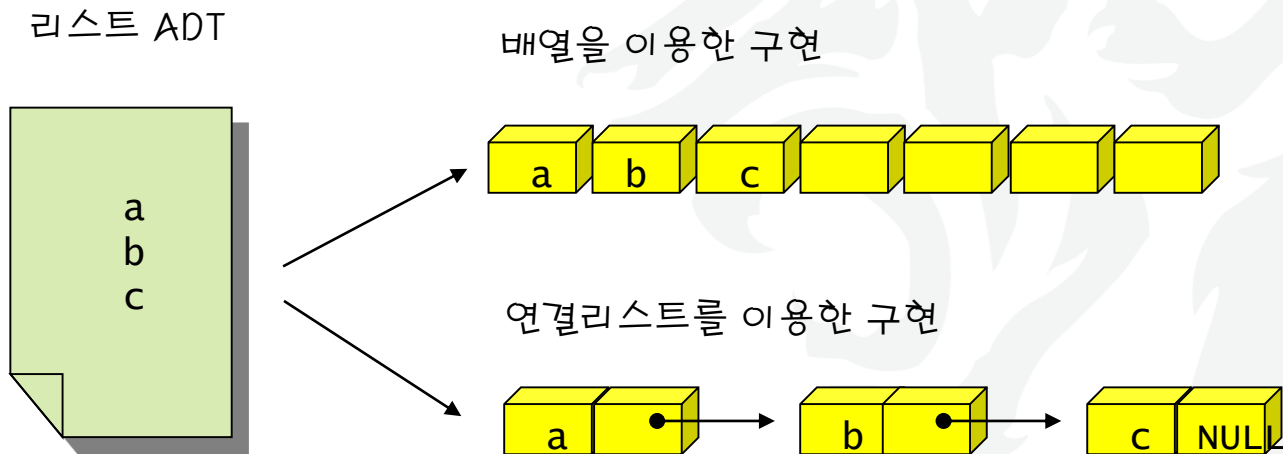 리스트 ADT
배열을 이용한 구현
a b c
a
b
c
연결리스트를 이용한 구현
a b c NULL